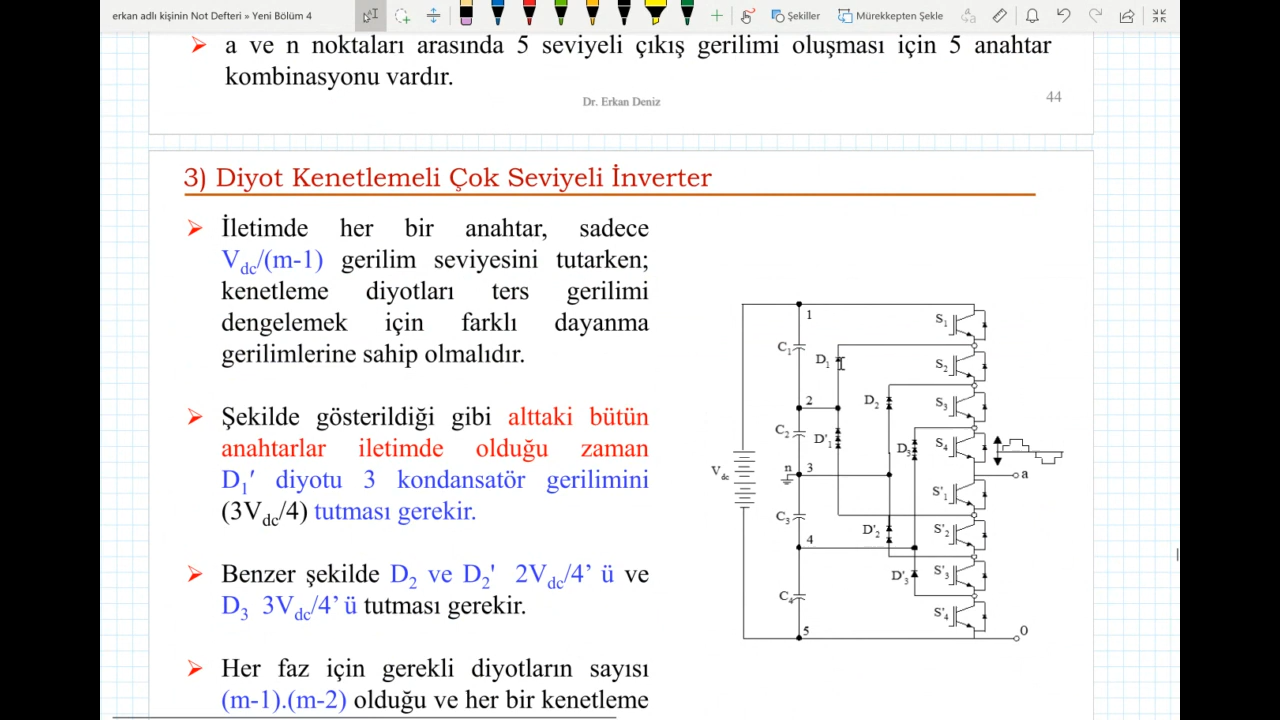 erkan adlı kişinin Not Defteri » Yeni Bölüm 4
Şekiller
Mürekkepten Şekle
a ve n noktaları arasında 5 seviyeli çıkış gerilimi oluşması için 5 anahtar
kombinasyonu vardır.
Dr. Erkan Deniz
44
3) Diyot Kenetlemeli Çok Seviyeli İnverter
İletimde her bir anahtar, sadece
Vdc/(m-1) gerilim seviyesini tutarken;
kenetleme diyotları ters gerilimi
dengelemek için farklı dayanma
gerilimlerine sahip olmalıdır.
Şekilde gösterildiği gibi alttaki bütün
anahtarlar iletimde olduğu zaman
D1′ diyotu 3 kondansatör gerilimini
(3Vdc/4) tutması gerekir.
Benzer şekilde D2 ve D2′ 2Vdc/4’ ü ve
D3 3Vdc/4’ü tutması gerekir.
Her faz için gerekli diyotların sayısı
(m-1).(m-2) olduğu ve her bir kenetleme
1
S1
C1
D1
S2
2
D2
S3
C2
D'1
D3
S4
Vdc
n
3
a
S'1
C3
D'2
S'2
4
D'3
S'3
C4
S'4
5
0